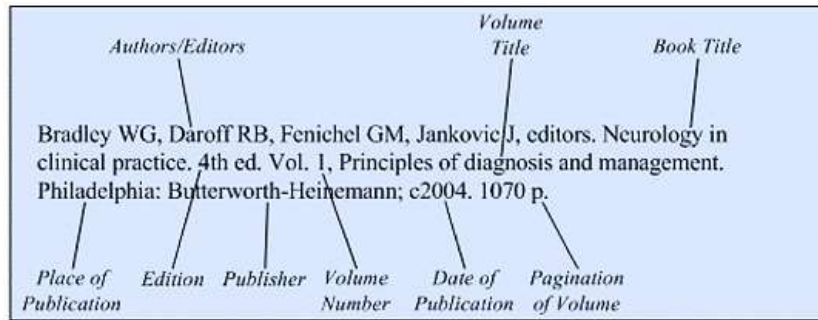 Volume
Title
Authors/Editors
Book Title
Bradley WG, Daroff RB, Fenichel GM, Jankovic J, editors. Neurology in
clinical practice. 4th ed. Vol. 1, Principles of diagnosis and management.
Philadelphia: Butterworth-Heinemann; c2004. 1070 p.
Place of
Publication
Edition
Publisher
Volume
Number
Date of
Publication
Pagination
of Volume